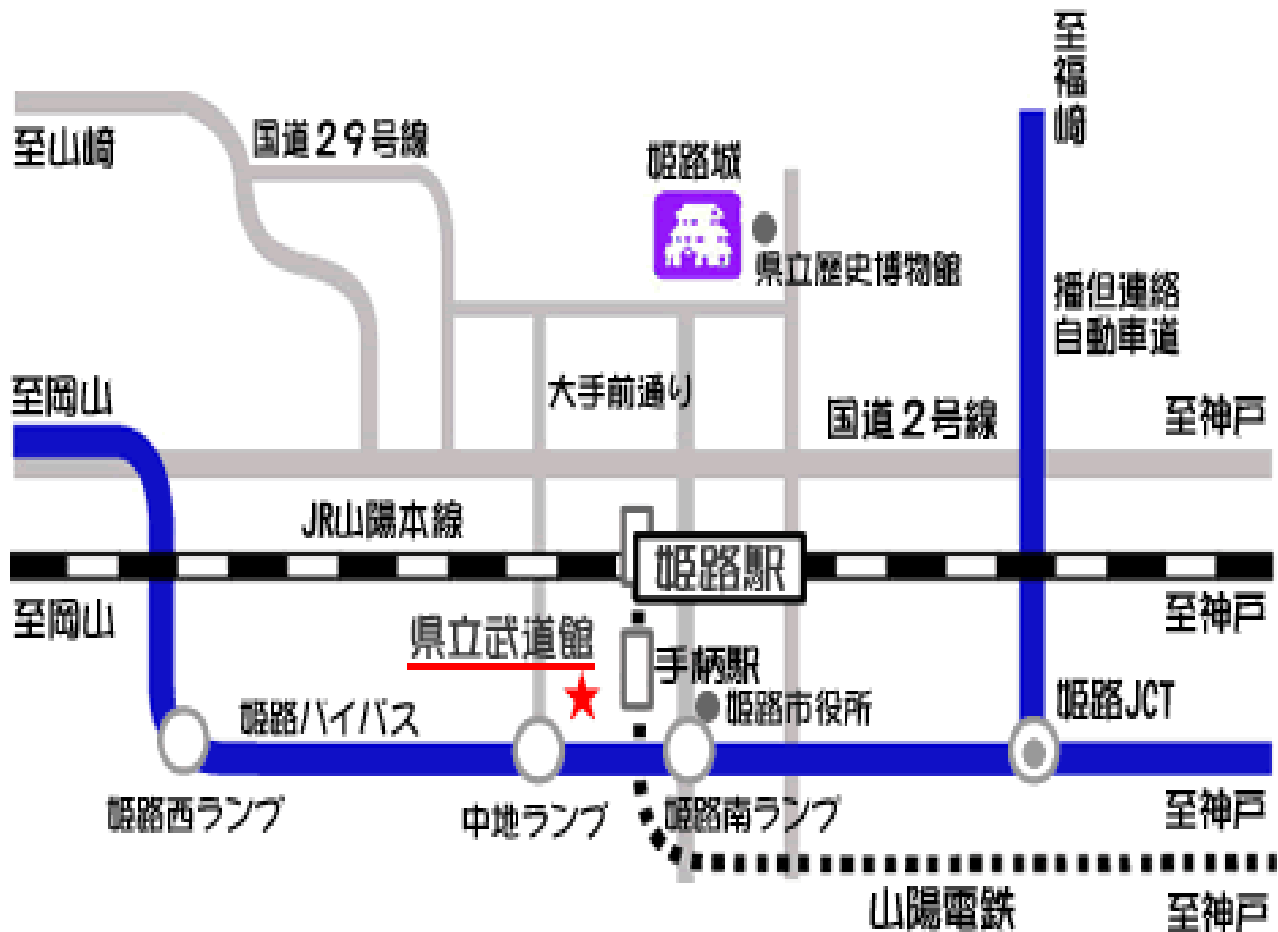 至福崎
国道29号線
至山崎
姫路城
県立歴史博物館
播但連絡
自動車道
至岡山
大手前通り
国道2号線
至神戸
JR山陽本線
姫路駅
至岡山
至神戸
県立武道館
手柄駅
姫路市役所
姫路JCT
姫路バイパス
姫路西ランプ
中地ランプ
姫路南ランプ
至神戸
山陽電鉄
至神戸